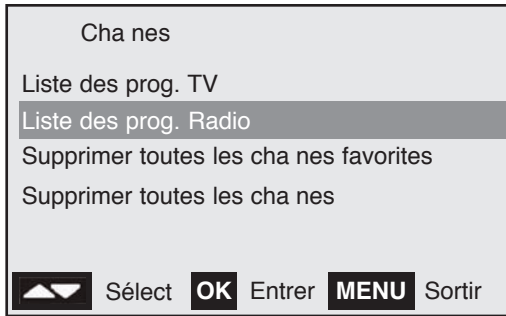 Cha nes
Liste des prog. TV
Liste des prog. Radio
Supprimer toutes les cha nes favorites
Supprimer toutes les cha nes
Sélect OK Entrer MENU Sortir